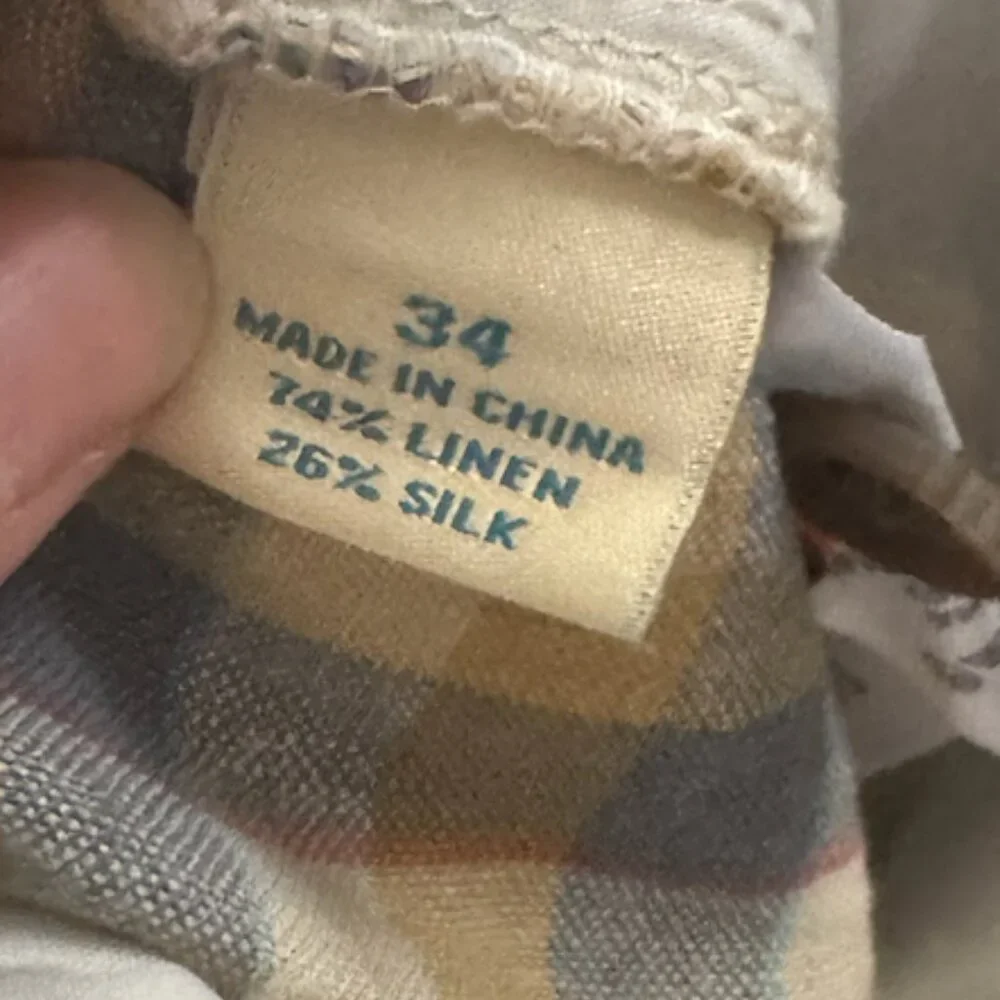 34
MADE IN CHINA
74% LINEN
26% SILK